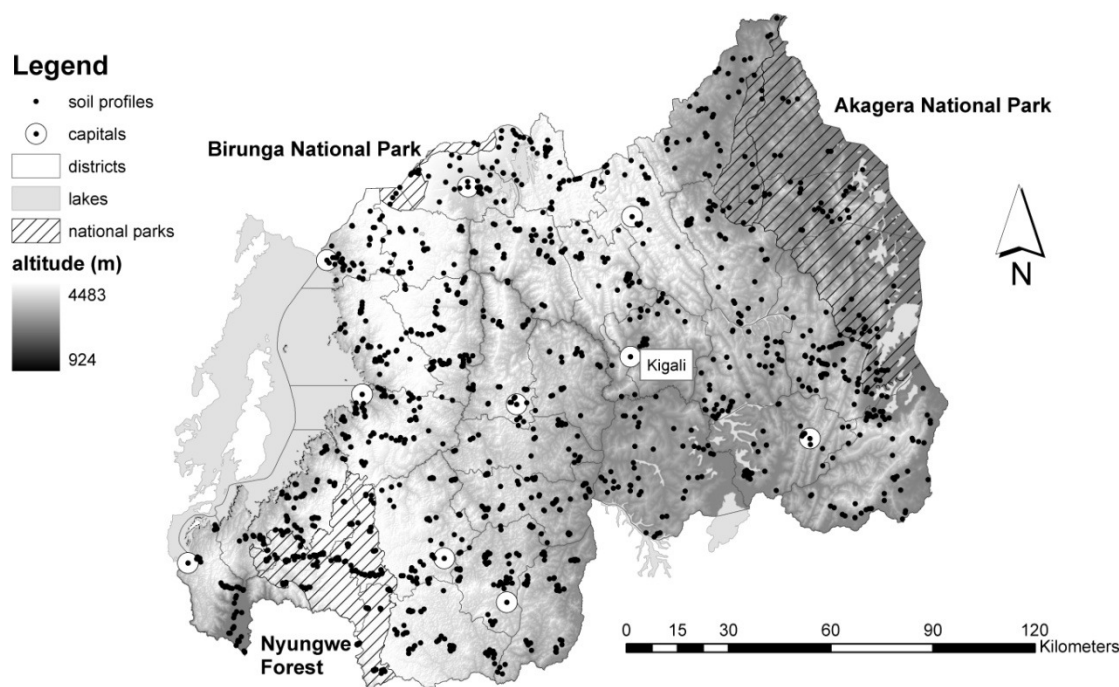 Legend
soil profiles
capitals
districts
lakes
national parks
altitude (m)
4483
924
Birunga National Park
Akagera National Park
N
Kigali
Nyungwe
Forest
0 15 30 60 90 120
Kilometers